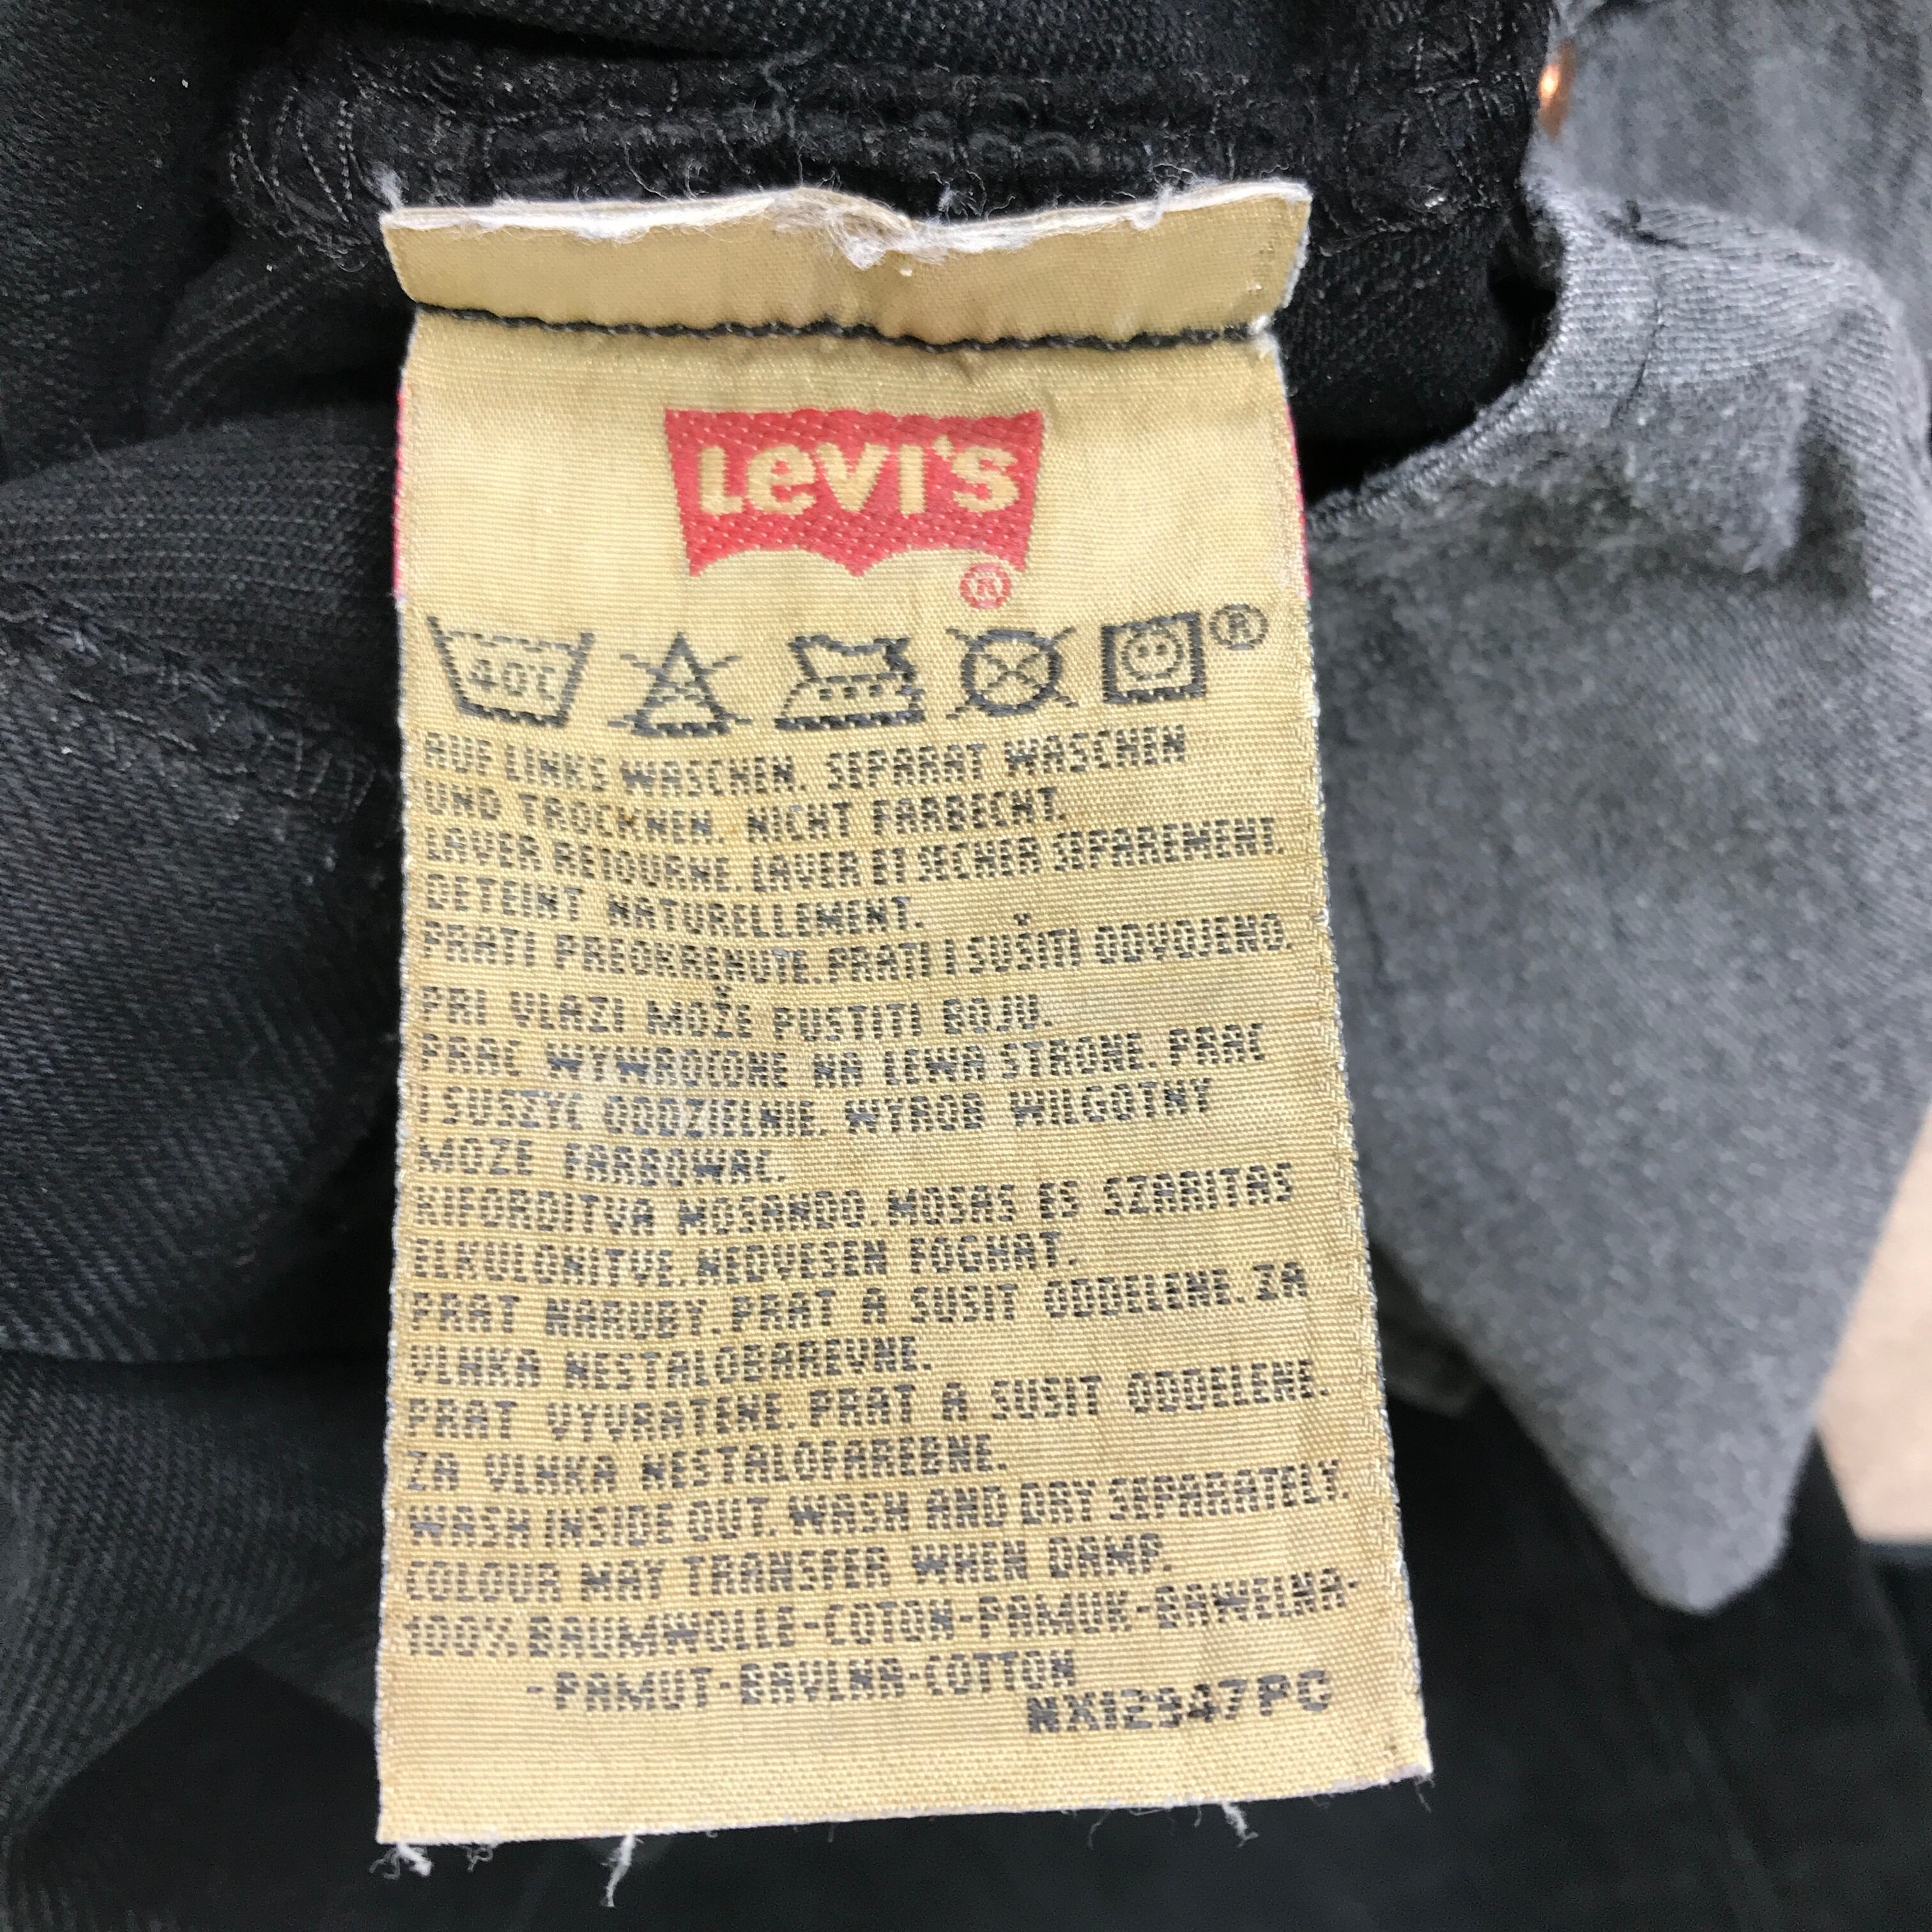 Levi's
®
40C ®
AUF LINKS WASCHEN. SEPARAT WASCHEN
UND TROCKNEN. NICHT FARBECHT.
LAVER RETOURNE. LAVER ET SECHER SEPAREMENT.
DETEINT NATURELLEMENT.
PRATI PREOKRENUTE. PRATI I SUŠITI ODVOJENO.
PRI VLAZI MOŽE PUSTITI BOJU.
PRAC WYWROCONE NA LEWA STRONE. PRAC
I SUSZYC ODDZIELNIE. WYROB WILGOTNY
MOZE FARBOWAC.
KIFORDITVA MOSANDO. MOSAS ES SZARITAS
ELKULONITVE. NEDVESEN FOGHAT.
PRAT NARUBY. PRAT A SUSIT ODDELENE. ZA
VLHKA NESTALOBAREVNE.
PRAT VYVRATENE. PRAT A SUSIT ODDELENE.
ZA VLHKA NESTALOFAREBNE.
WASH INSIDE OUT. WASH AND DRY SEPARATELY.
COLOUR MAY TRANSFER WHEN DAMP.
100% BAUMWOLLE-COTON-PAMUK-BAWELNA-
-PAMUT-BAVLNA-COTTON
NX12947PC